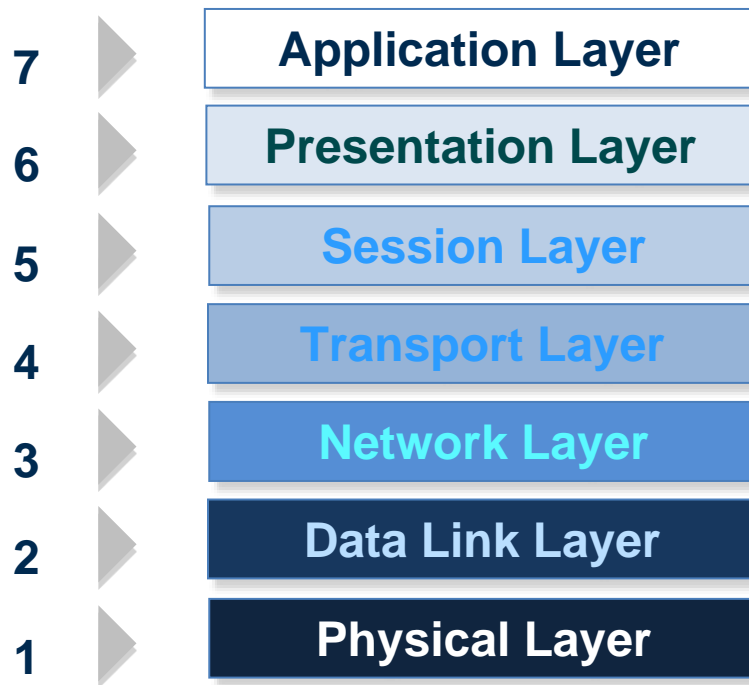 7 Application Layer
6 Presentation Layer
5 Session Layer
4 Transport Layer
3 Network Layer
2 Data Link Layer
1 Physical Layer